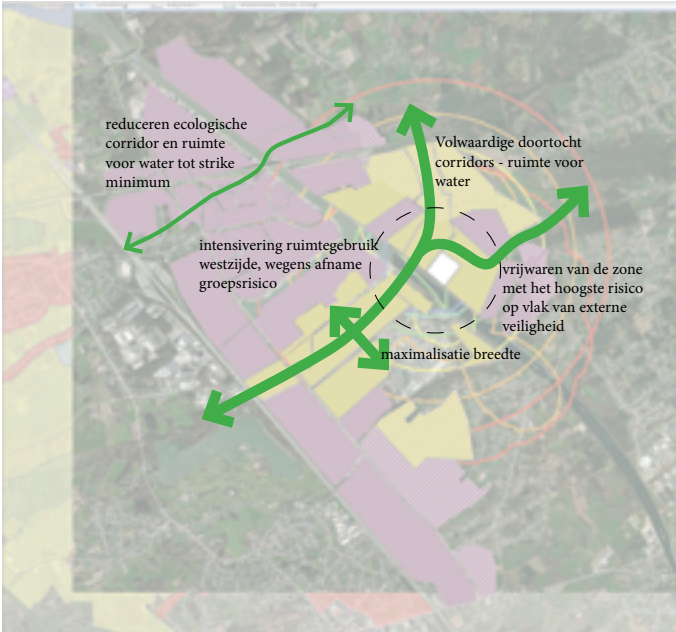 reduceren ecologische
corridor en ruimte
voor water tot strike
minimum
Volwaardige doortocht
corridors - ruimte voor
water
intensivering ruimtegebruik
westzijde, wegens afname
groepsrisico
vrijwaren van de zone
met het hoogste risico
op vlak van externe
veiligheid
maximalisatie breedte